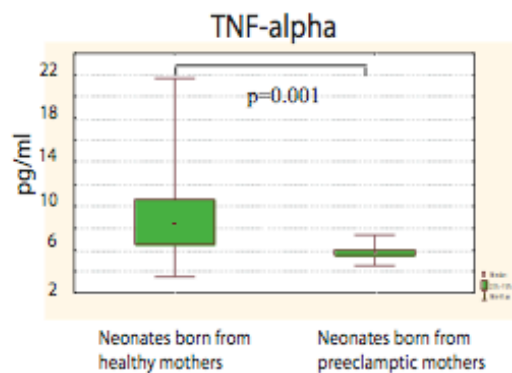 TNF-alpha
p=0.001
pg/ml
22
18
14
10
6
2
Neonates born from
healthy mothers
Neonates born from
preeclamptic mothers